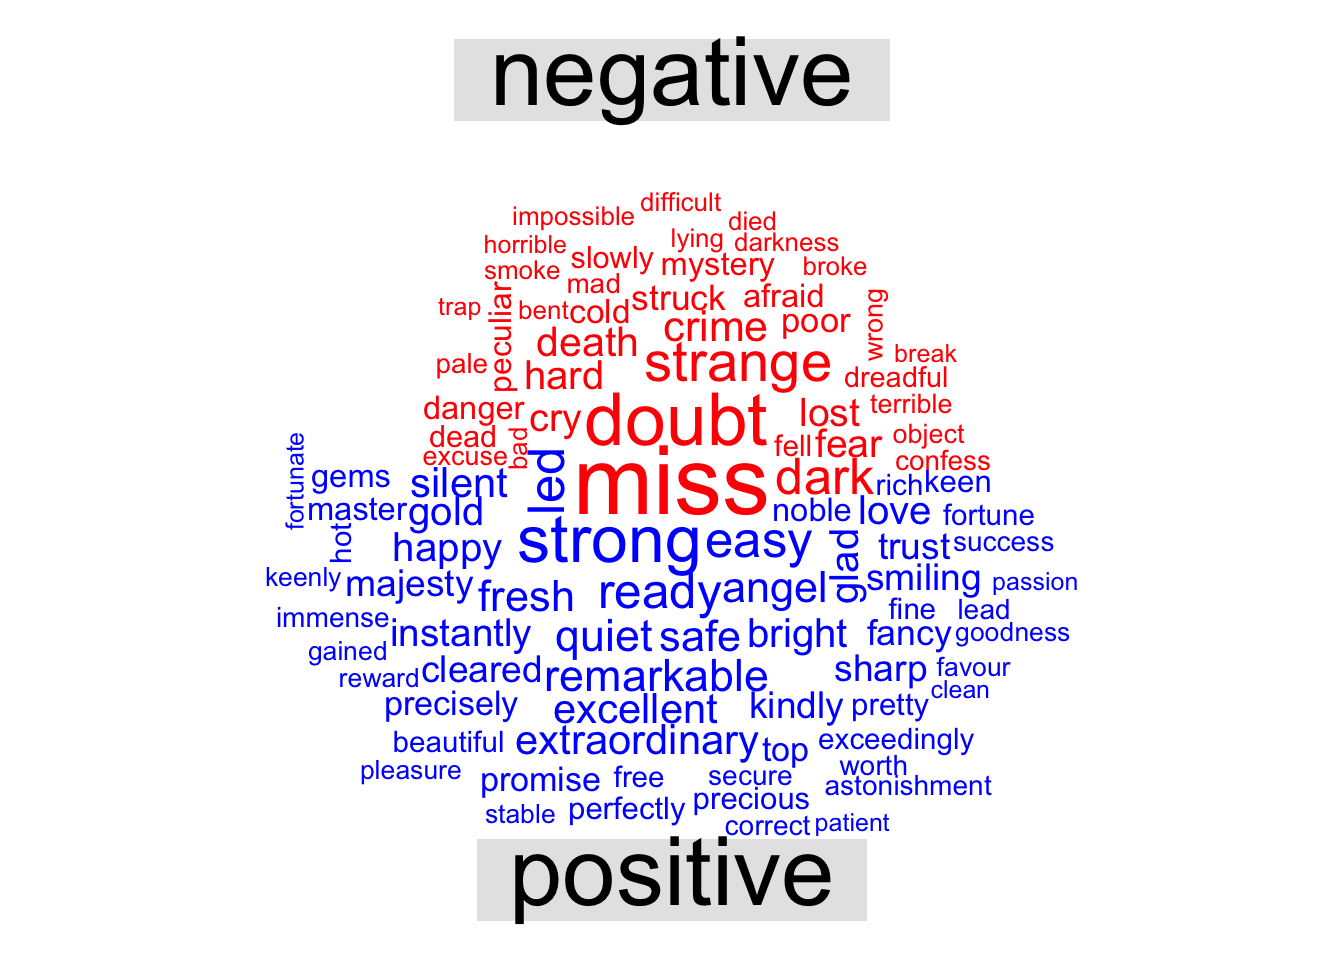 negative
difficult
impossible
died
horrible
lying
darkness
smoke
slowly
mystery
broke
mad
trap
peculiar
bent
cold
struck
afraid
wrong
death
crime
poor
pale
hard
strange
break
dreadful
danger
cry
doubt
lost
terrible
dead
bad
fell
fear
object
excuse
miss
dark
confess
fortunate
gems
silent
led
rich
keen
master
gold
noble
love
fortune
hot
happy
strong
easy
glad
trust
success
keenly
majesty
fresh
ready
angel
smiling
passion
immense
instantly
quiet
safe
bright
fine
lead
fancy
goodness
gained
reward
cleared
remarkable
sharp
favour
clean
precisely
excellent
kindly
pretty
beautiful
extraordinary
top
exceedingly
pleasure
promise
free
secure
worth
astonishment
stable
perfectly
precious
correct
patient
positive